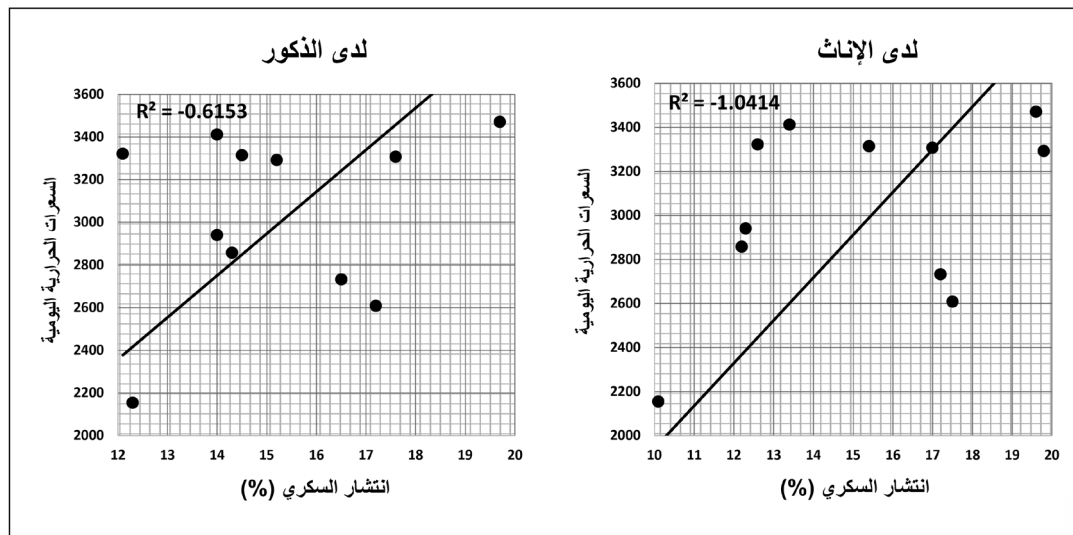 لدى الذكور
R² = -0.6153
3600
3400
3200
3000
2800
2600
2400
2200
2000
السعرات الحرارية اليومية
12 13 14 15 16 17 18 19 20
انتشار السكري (%)
لدى الإناث
R² = -1.0414
3600
3400
3200
3000
2800
2600
2400
2200
2000
السعرات الحرارية اليومية
10 11 12 13 14 15 16 17 18 19 20
انتشار السكري (%)